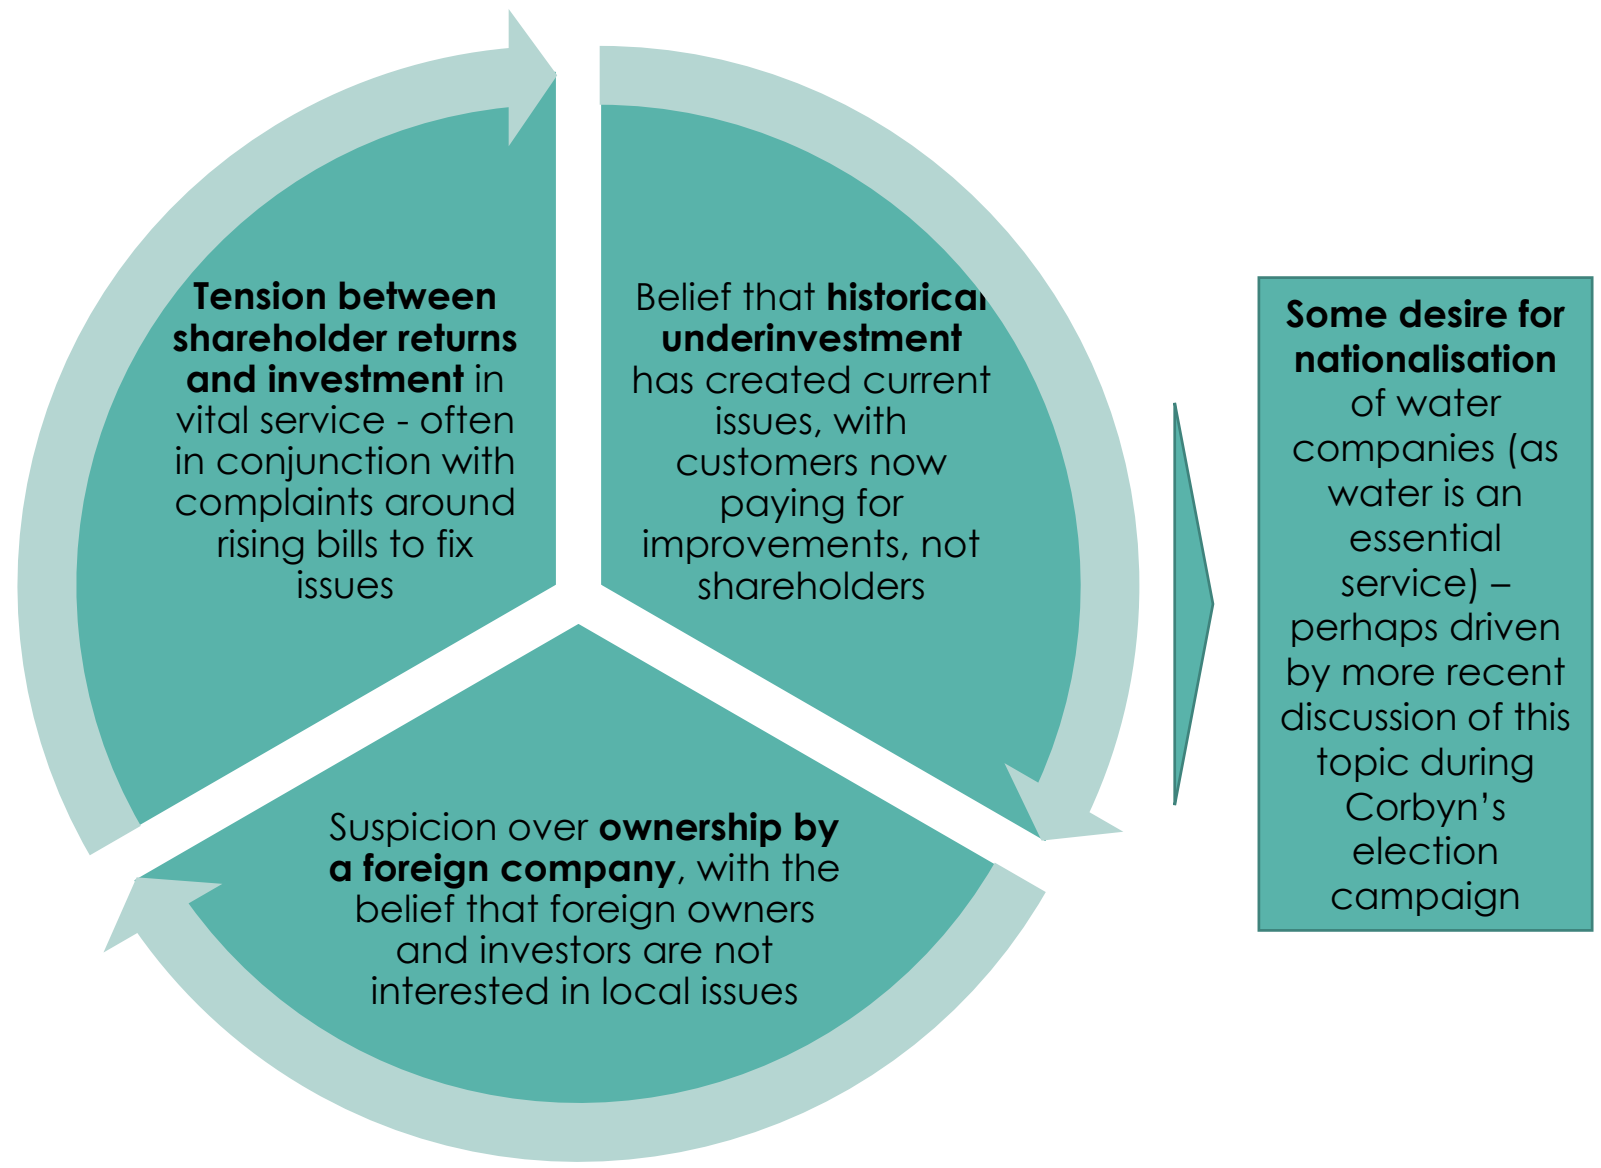 Tension between
shareholder returns
and investment in
vital service - often
in conjunction with
complaints around
rising bills to fix
issues
Belief that historical
underinvestment
has created current
issues, with
customers now
paying for
improvements, not
shareholders
Suspicion over ownership by
a foreign company, with the
belief that foreign owners
and investors are not
interested in local issues
Some desire for
nationalisation
of water
companies (as
water is an
essential
service) –
perhaps driven
by more recent
discussion of this
topic during
Corbyn’s
election
campaign